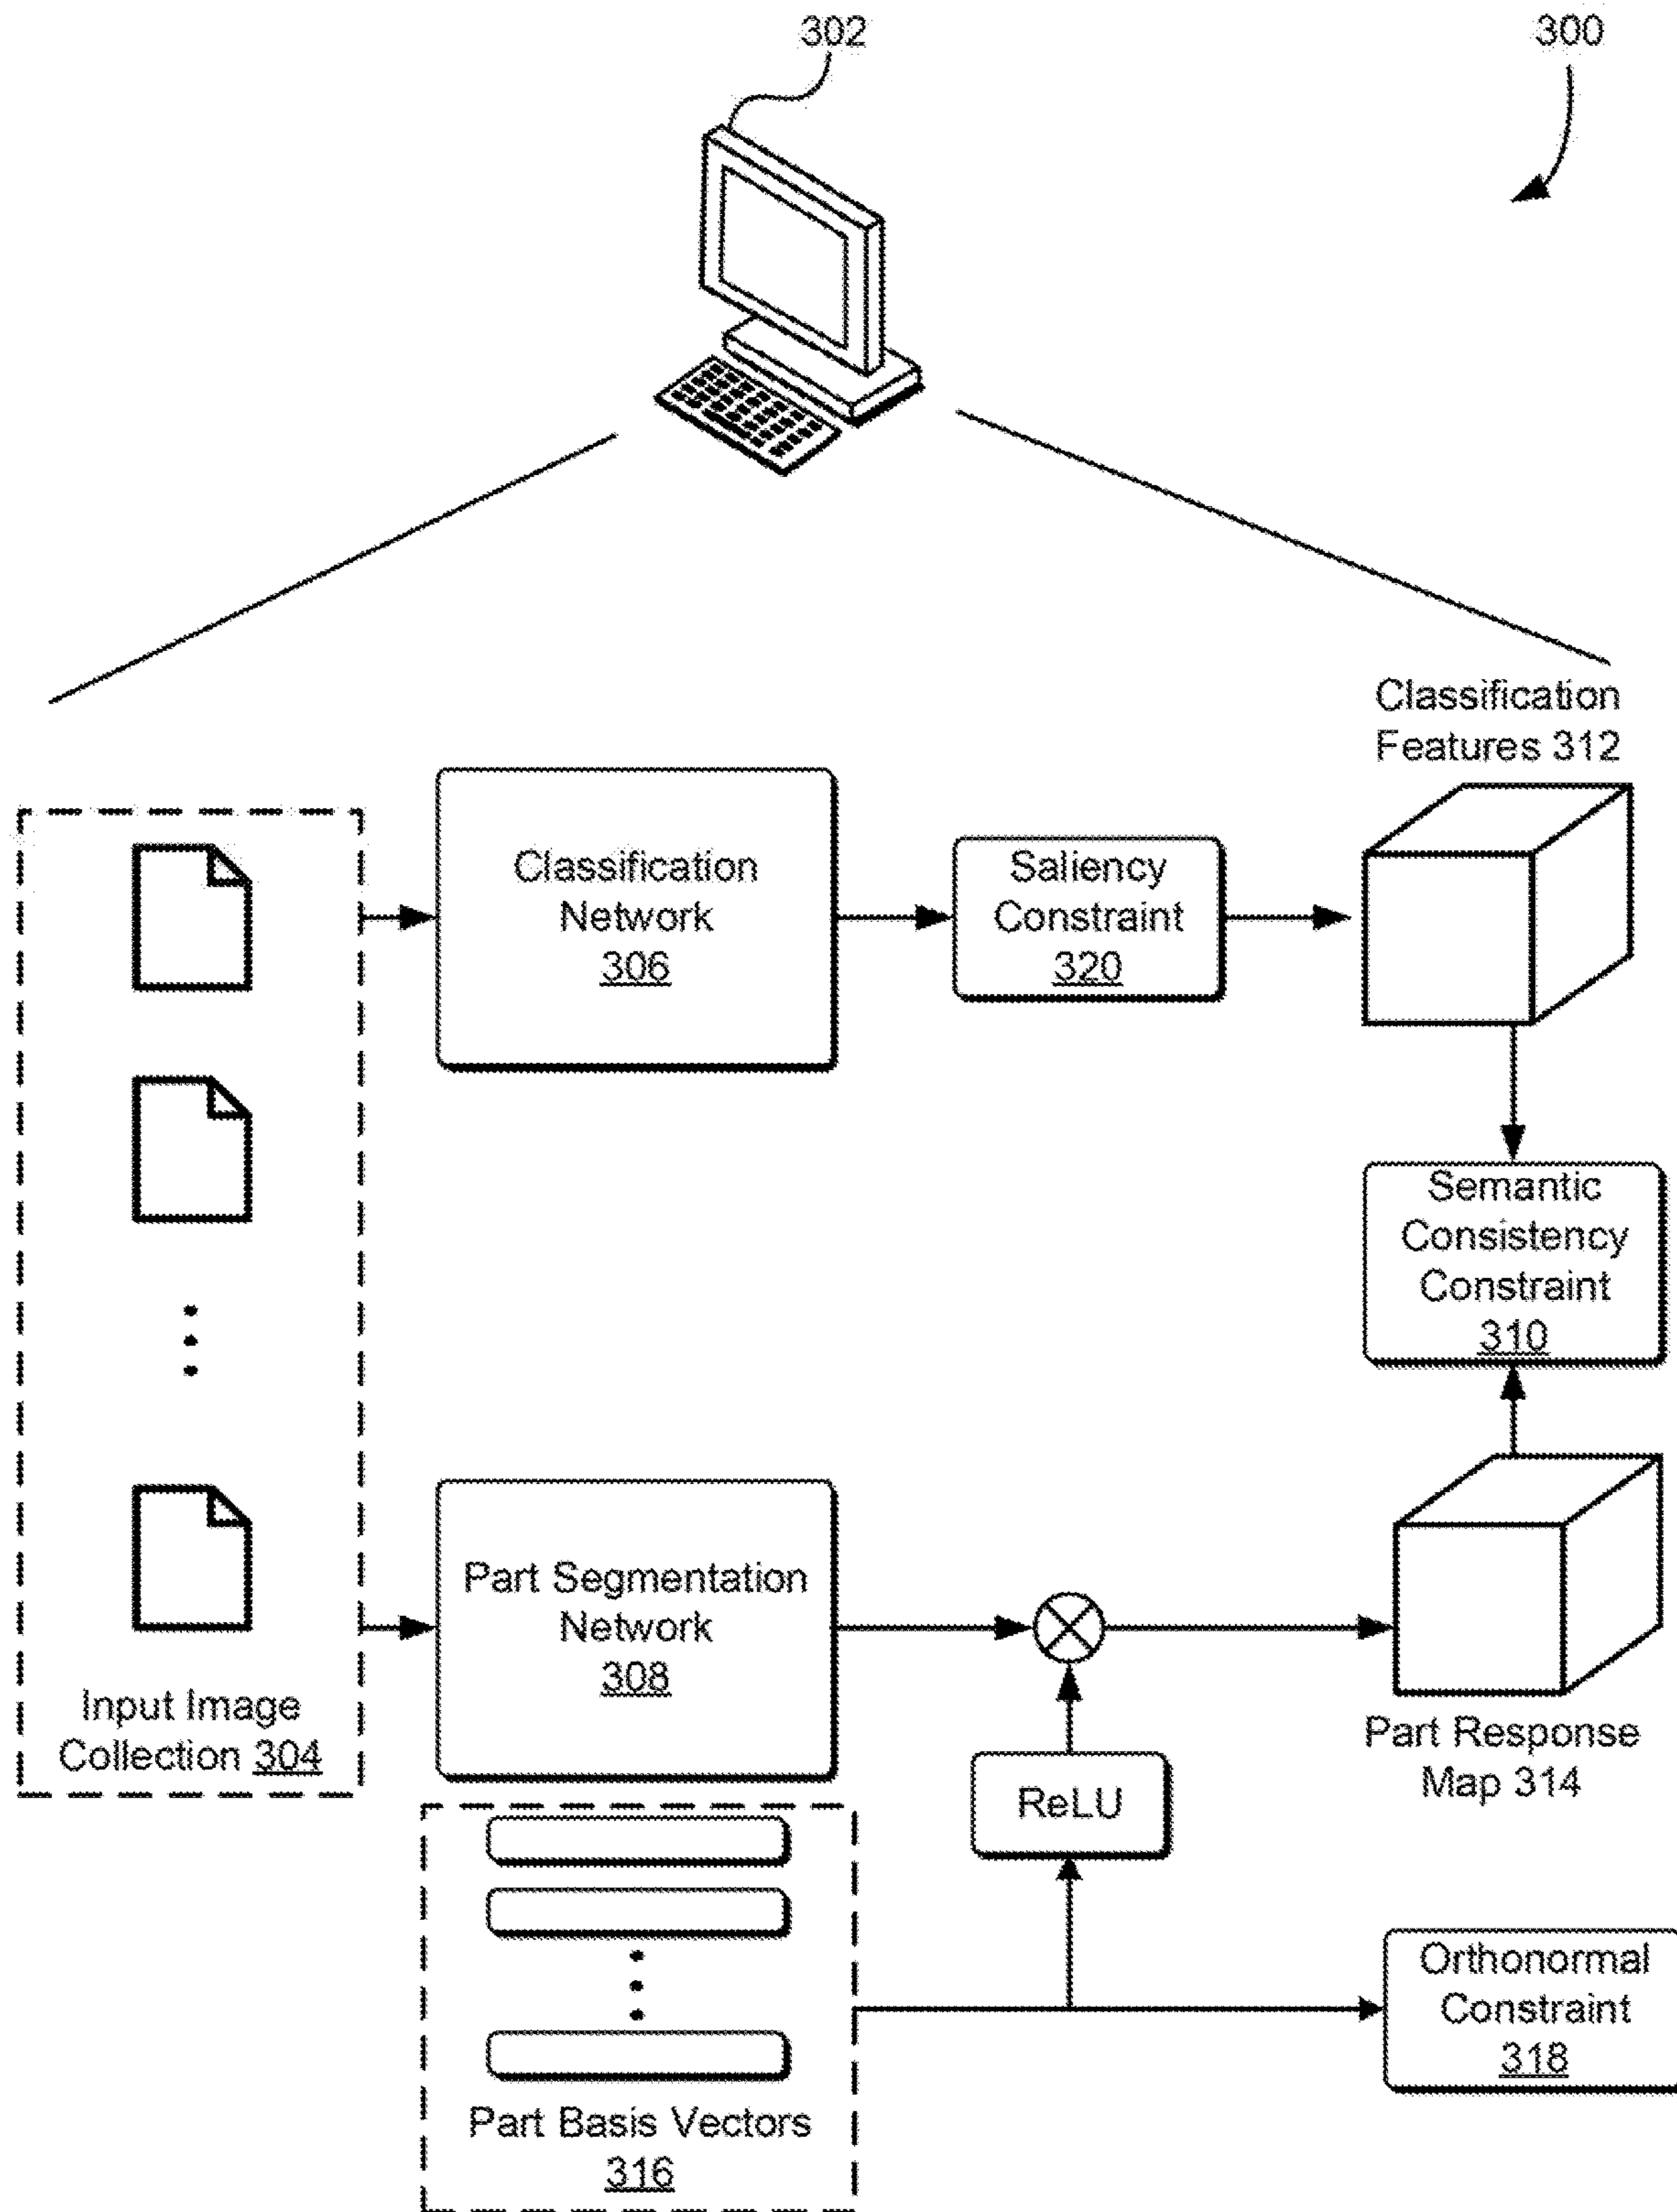 302
300
Classification
Features 312
Classification
Network
306
Saliency
Constraint
320
Semantic
Consistency
Constraint
310
Part Segmentation
Network
308
Input Image
Collection 304
Part Response
Map 314
ReLU
Orthonormal
Constraint
318
Part Basis Vectors
316